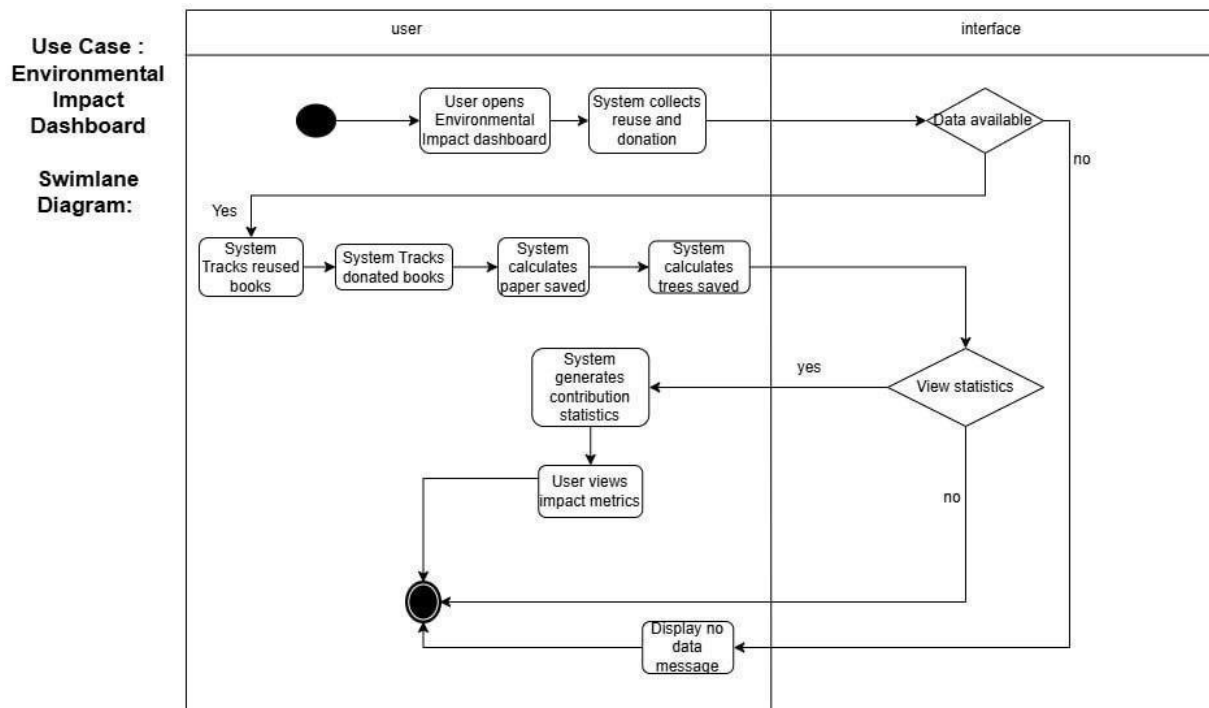 Use Case :
Environmental
Impact
Dashboard
Swimlane
Diagram:
user
interface
User opens
Environmental
Impact dashboard
System collects
reuse and
donation
Data available
no
Yes
System
Tracks reused
books
System Tracks
donated books
System
calculates
paper saved
System
calculates
trees saved
System
generates
contribution
statistics
yes
View statistics
User views
impact metrics
no
Display no
data
message